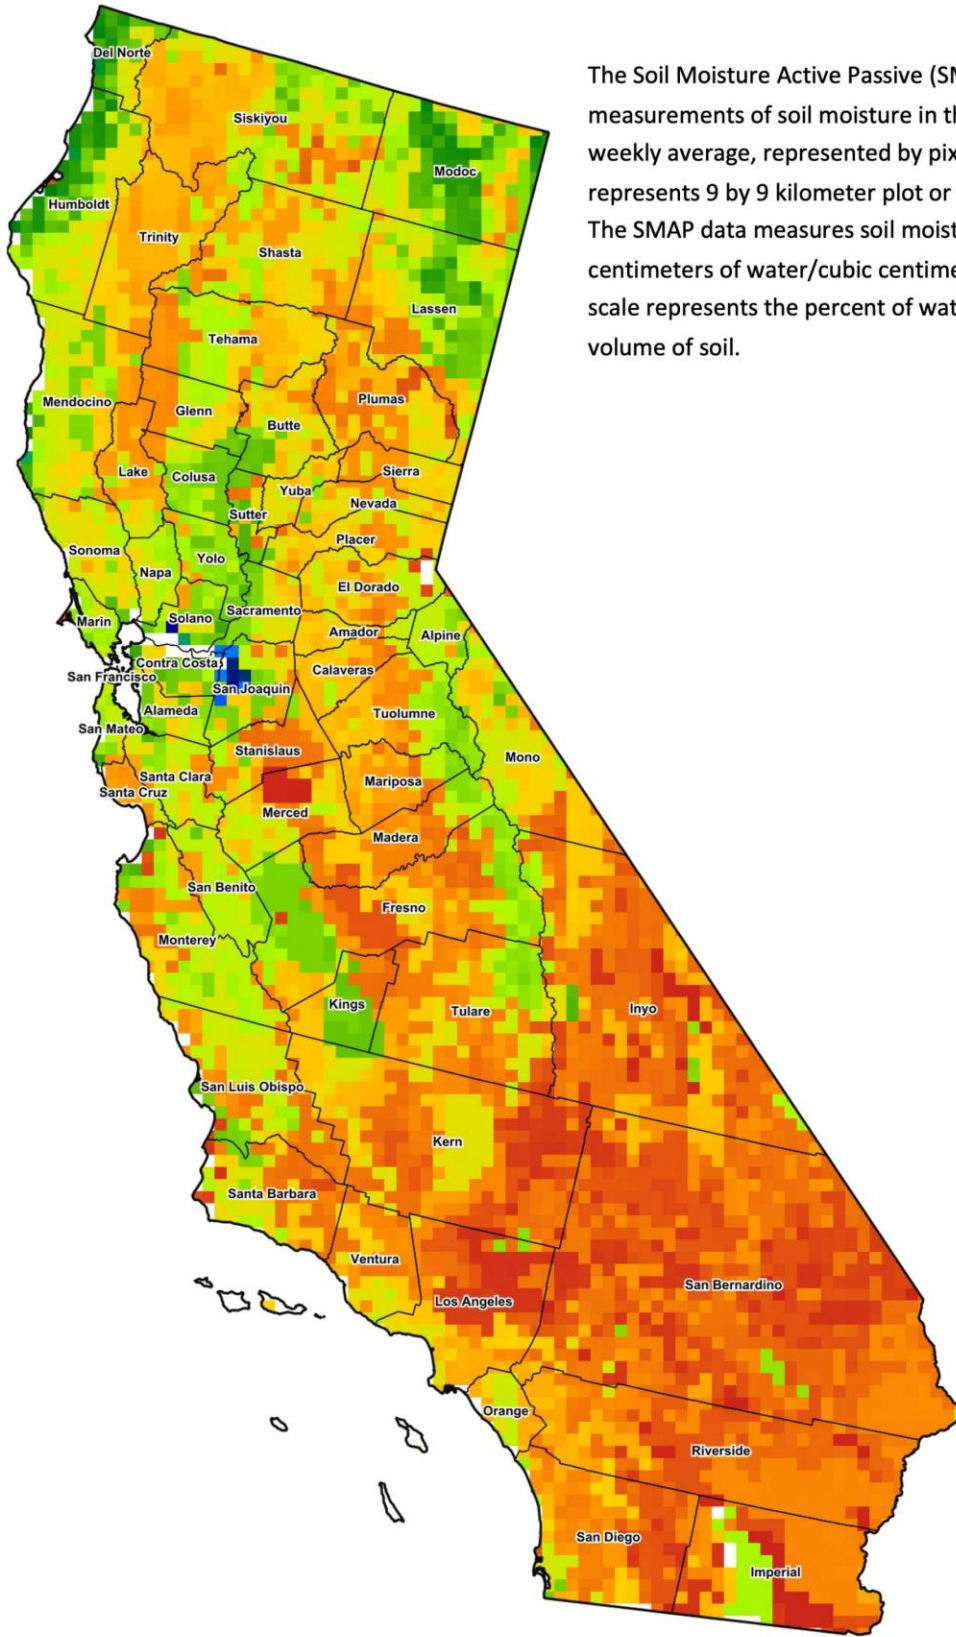 The Soil Moisture Active Passive (SM
measurements of soil moisture in th
weekly average, represented by pix
represents 9 by 9 kilometer plot or
The SMAP data measures soil moist
centimeters of water/cubic centime
scale represents the percent of wat
volume of soil.
Del Norte
Siskiyou
Modoc
Humboldt
Trinity
Shasta
Lassen
Tehama
Mendocino
Glenn
Plumas
Butte
Lake
Colusa
Sierra
Yuba
Nevada
Sutter
Placer
Sonoma
Yolo
Napa
El Dorado
Sacramento
Solano
Marin
Amador
Alpine
Contra Costa
Calaveras
San Francisco
San Joaquin
Alameda
Tuolumne
San Mateo
Stanislaus
Mono
Santa Clara
Mariposa
Santa Cruz
Merced
Madera
San Benito
Fresno
Monterey
Kings
Tulare
Inyo
San Luis Obispo
Kern
Santa Barbara
Ventura
San Bernardino
Los Angeles
Orange
Riverside
San Diego
Imperial